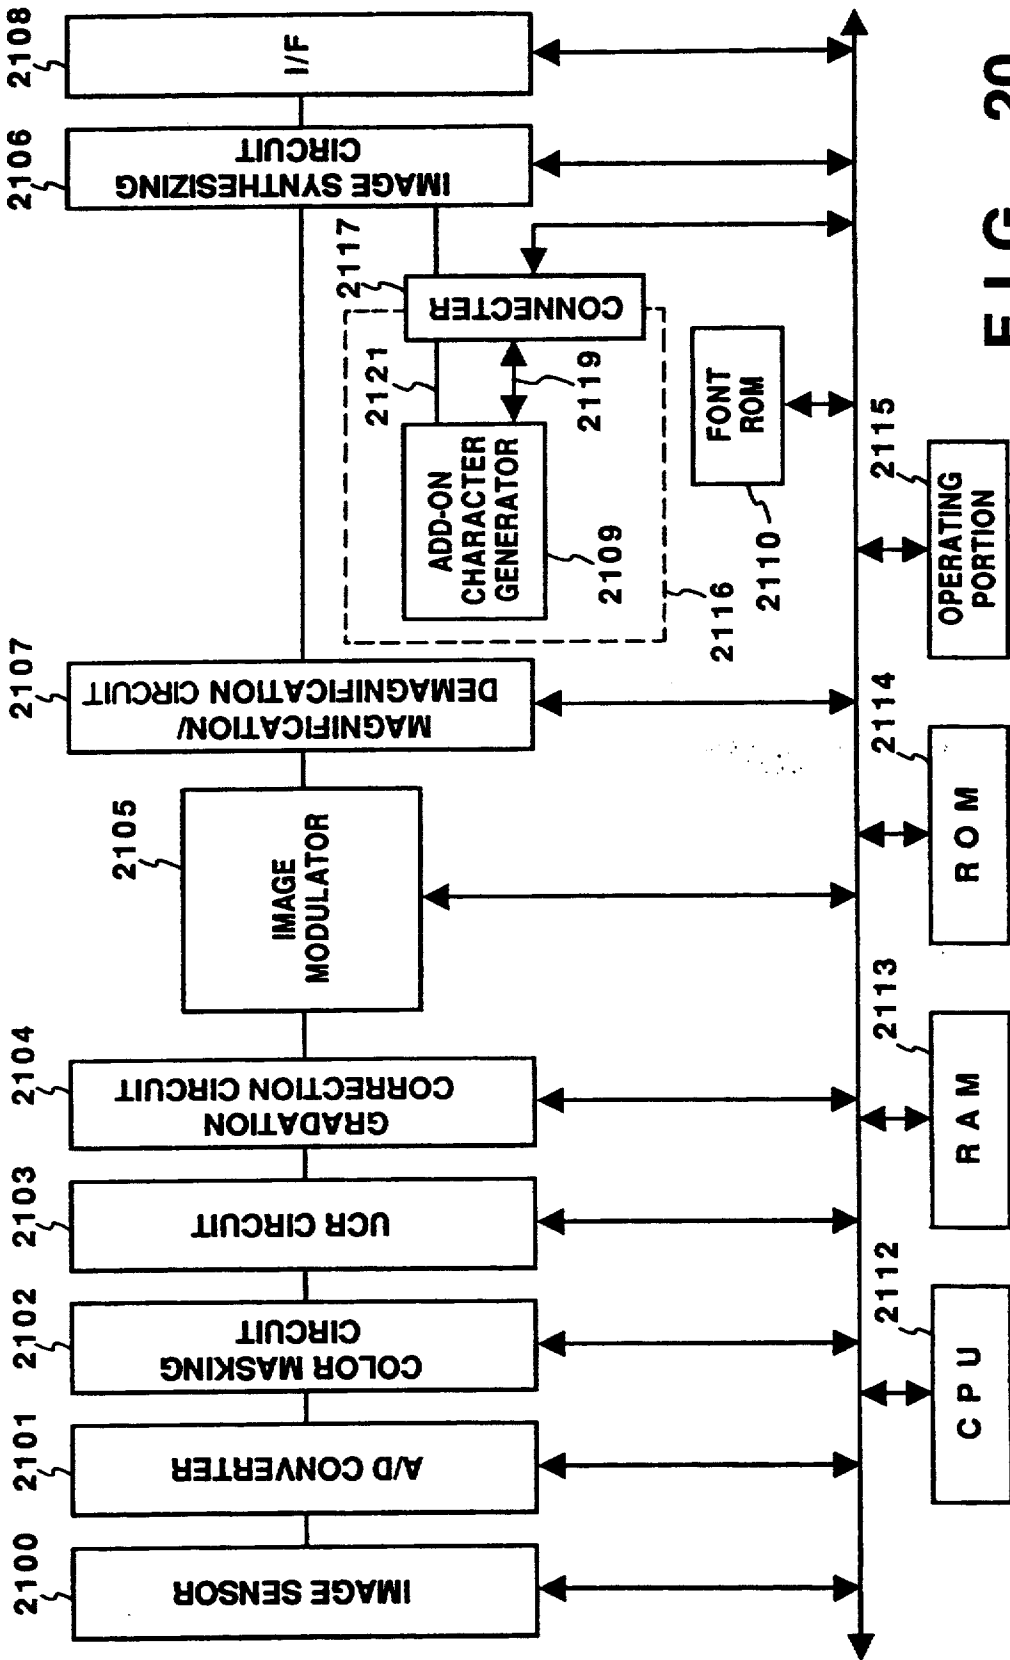 2100
IMAGE SENSOR
2101
A/D CONVERTER
2102
COLOR MASKING
CIRCUIT
2103
UCR CIRCUIT
2104
GRADATION
CORRECTION CIRCUIT
2105
IMAGE
MODULATOR
2107
MAGNIFICATION/
DEMAGNIFICATION CIRCUIT
2106
IMAGE SYNTHESIZING
CIRCUIT
2108
I/F
2121
2117
CONNECTER
2119
ADD-ON
CHARACTER
GENERATOR
2109
2116
FONT
ROM
2110
2112
CPU
2113
RAM
2114
ROM
2115
OPERATING
PORTION
FIG. 20